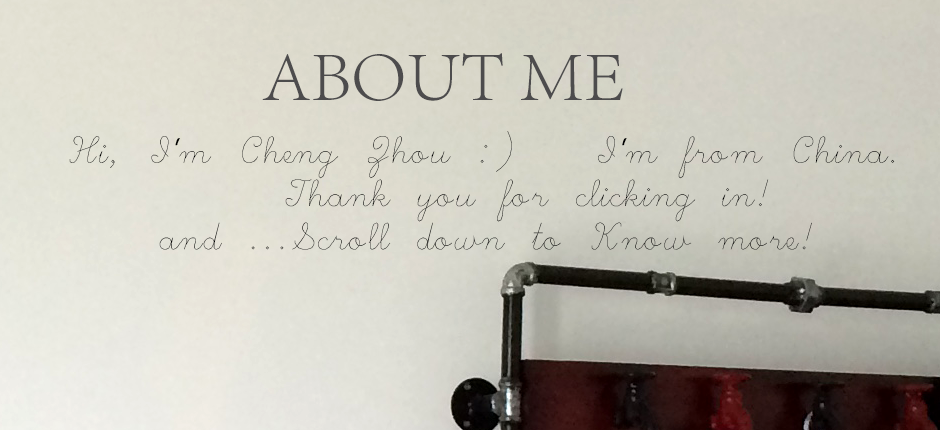 ABOUT ME
Hi, I'm Cheng Zhou :) I'm from China.
Thank you for clicking in!
and ...Scroll down to Know more!